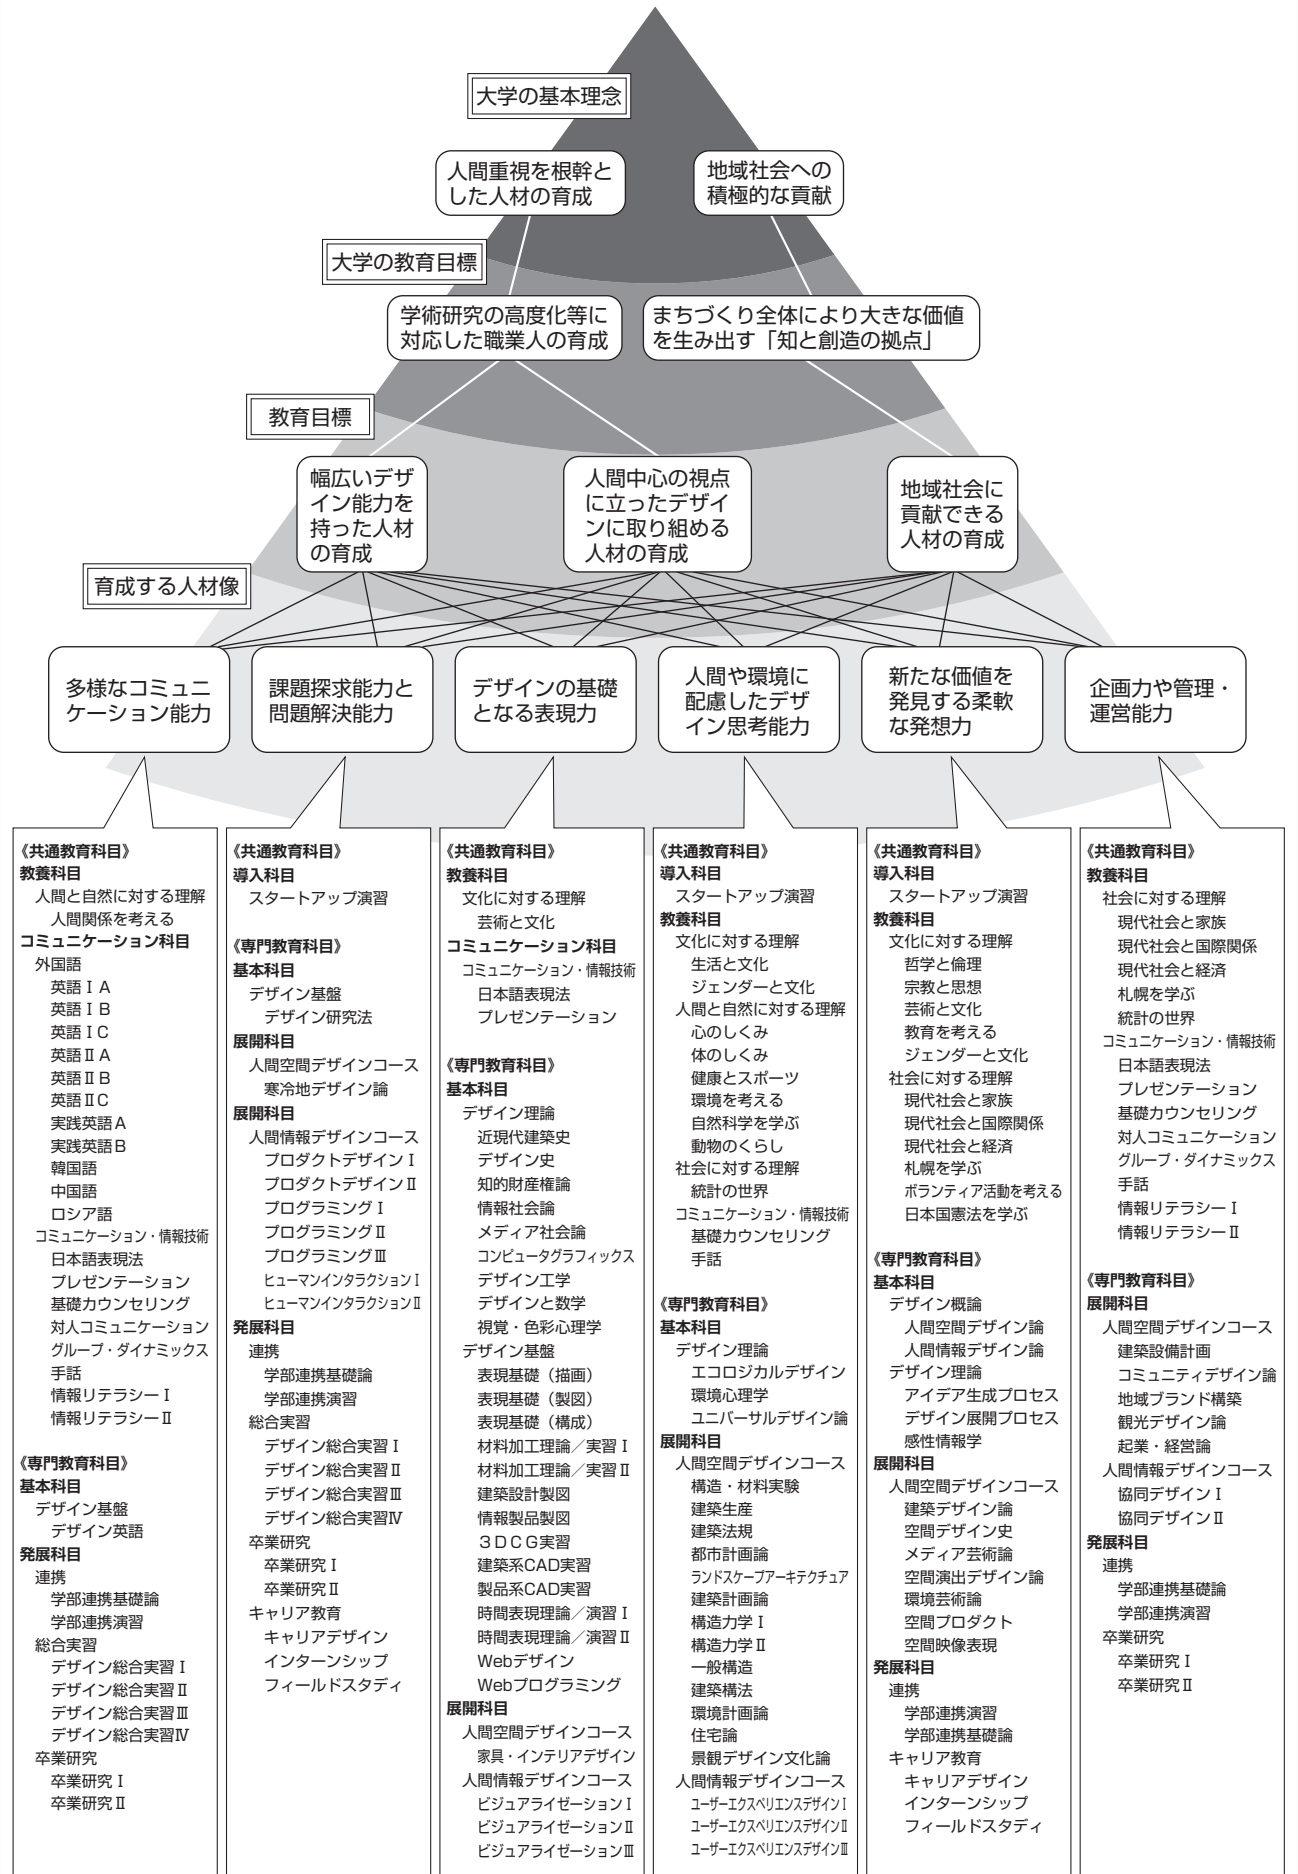 大学の基本理念
人間重視を根幹と
した人材の育成
地域社会への
積極的な貢献
大学の教育目標
学術研究の高度化等に
対応した職業人の育成
まちづくり全体により大きな価値
を生み出す「知と創造の拠点」
教育目標
幅広いデザ
イン能力を
持った人材
の育成
人間中心の視点
に立ったデザイ
ンに取り組める
人材の育成
地域社会に
貢献できる
人材の育成
育成する人材像
多様なコミュニ
ケーション能力
課題探求能力と
問題解決能力
デザインの基礎
となる表現力
人間や環境に
配慮したデザ
イン思考能力
新たな価値を
発見する柔軟
な発想力
企画力や管理・
運営能力
《共通教育科目》
教養科目
人間と自然に対する理解
人間関係を考える
コミュニケーション科目
外国語
英語ⅠA
英語ⅠB
英語ⅠC
英語ⅡA
英語ⅡB
英語ⅡC
実践英語A
実践英語B
韓国語
中国語
ロシア語
コミュニケーション・情報技術
日本語表現法
プレゼンテーション
基礎カウンセリング
対人コミュニケーション
グループ・ダイナミックス
手話
情報リテラシーⅠ
情報リテラシーⅡ
《専門教育科目》
基本科目
デザイン基盤
デザイン英語
発展科目
連携
学部連携基礎論
学部連携演習
総合実習
デザイン総合実習Ⅰ
デザイン総合実習Ⅱ
デザイン総合実習Ⅲ
デザイン総合実習Ⅳ
卒業研究
卒業研究Ⅰ
卒業研究Ⅱ
《共通教育科目》
導入科目
スタートアップ演習
《専門教育科目》
基本科目
デザイン基盤
デザイン研究法
展開科目
人間空間デザインコース
寒冷地デザイン論
展開科目
人間情報デザインコース
プロダクトデザインⅠ
プロダクトデザインⅡ
プログラミングⅠ
プログラミングⅡ
プログラミングⅢ
ヒューマンインタラクションⅠ
ヒューマンインタラクションⅡ
発展科目
連携
学部連携基礎論
学部連携演習
総合実習
デザイン総合実習Ⅰ
デザイン総合実習Ⅱ
デザイン総合実習Ⅲ
デザイン総合実習Ⅳ
卒業研究
卒業研究Ⅰ
卒業研究Ⅱ
キャリア教育
キャリアデザイン
インターンシップ
フィールドスタディ
《共通教育科目》
教養科目
文化に対する理解
芸術と文化
コミュニケーション科目
コミュニケーション・情報技術
日本語表現法
プレゼンテーション
《専門教育科目》
基本科目
デザイン理論
近現代建築史
デザイン史
知的財産権論
情報社会論
メディア社会論
コンピュータグラフィックス
デザイン工学
デザインと数学
視覚・色彩心理学
デザイン基盤
表現基礎（描画）
表現基礎（製図）
表現基礎（構成）
材料加工理論／実習Ⅰ
材料加工理論／実習Ⅱ
建築設計製図
情報製品製図
３ＤＣＧ実習
建築系CAD実習
製品系CAD実習
時間表現理論／演習Ⅰ
時間表現理論／演習Ⅱ
Webデザイン
Webプログラミング
展開科目
人間空間デザインコース
家具・インテリアデザイン
人間情報デザインコース
ビジュアライゼーションⅠ
ビジュアライゼーションⅡ
ビジュアライゼーションⅢ
《共通教育科目》
導入科目
スタートアップ演習
教養科目
文化に対する理解
生活と文化
ジェンダーと文化
人間と自然に対する理解
心のしくみ
体のしくみ
健康とスポーツ
環境を考える
自然科学を学ぶ
動物のくらし
社会に対する理解
統計の世界
コミュニケーション・情報技術
基礎カウンセリング
手話
《専門教育科目》
基本科目
デザイン理論
エコロジカルデザイン
環境心理学
ユニバーサルデザイン論
展開科目
人間空間デザインコース
構造・材料実験
建築生産
建築法規
都市計画論
ランドスケープアーキテクチュア
建築計画論
構造力学Ⅰ
構造力学Ⅱ
一般構造
建築構法
環境計画論
住宅論
景観デザイン文化論
人間情報デザインコース
ユーザーエクスペリエンスデザインⅠ
ユーザーエクスペリエンスデザインⅡ
ユーザーエクスペリエンスデザインⅢ
《共通教育科目》
導入科目
スタートアップ演習
教養科目
文化に対する理解
哲学と倫理
宗教と思想
芸術と文化
教育を考える
ジェンダーと文化
社会に対する理解
現代社会と家族
現代社会と国際関係
現代社会と経済
札幌を学ぶ
ボランティア活動を考える
日本国憲法を学ぶ
《専門教育科目》
基本科目
デザイン概論
人間空間デザイン論
人間情報デザイン論
デザイン理論
アイデア生成プロセス
デザイン展開プロセス
感性情報学
展開科目
人間空間デザインコース
建築デザイン論
空間デザイン史
メディア芸術論
空間演出デザイン論
環境芸術論
空間プロダクト
空間映像表現
発展科目
連携
学部連携演習
学部連携基礎論
キャリア教育
キャリアデザイン
インターンシップ
フィールドスタディ
《共通教育科目》
教養科目
社会に対する理解
現代社会と家族
現代社会と国際関係
現代社会と経済
札幌を学ぶ
統計の世界
コミュニケーション・情報技術
日本語表現法
プレゼンテーション
基礎カウンセリング
対人コミュニケーション
グループ・ダイナミックス
手話
情報リテラシーⅠ
情報リテラシーⅡ
《専門教育科目》
展開科目
人間空間デザインコース
建築設備計画
コミュニティデザイン論
地域ブランド構築
観光デザイン論
起業・経営論
人間情報デザインコース
協同デザインⅠ
協同デザインⅡ
発展科目
連携
学部連携基礎論
学部連携演習
卒業研究
卒業研究Ⅰ
卒業研究Ⅱ